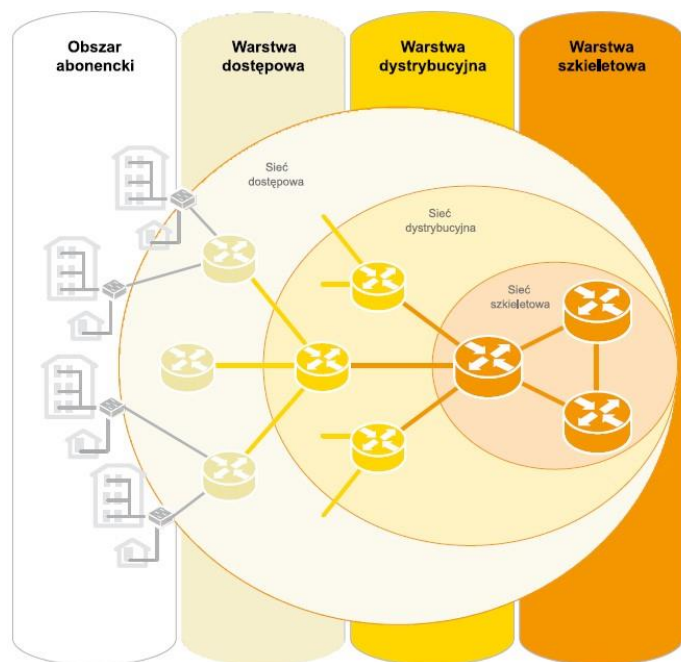 Obszar
abonencki
Warstwa
dostępowa
Warstwa
dystrybucyjna
Warstwa
szkieletowa
Sieć
dostępowa
Sieć
dystrybucyjna
Sieć
szkieletowa